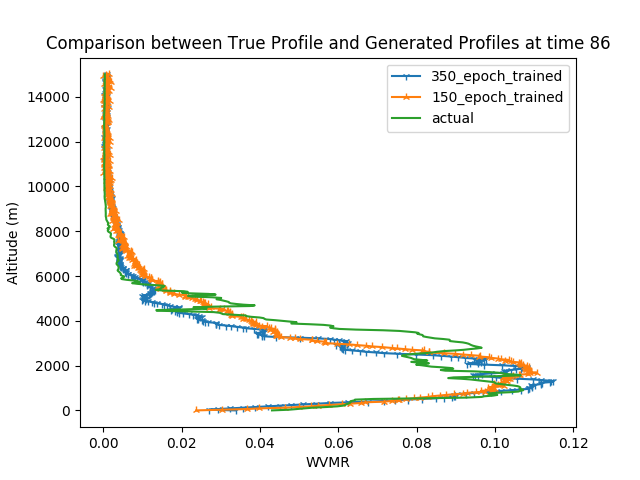 Comparison between True Profile and Generated Profiles at time 86
350_epoch_trained
150_epoch_trained
actual
Altitude (m)
14000
12000
10000
8000
6000
4000
2000
0
0.00 0.02 0.04 0.06 0.08 0.10 0.12
WVMR